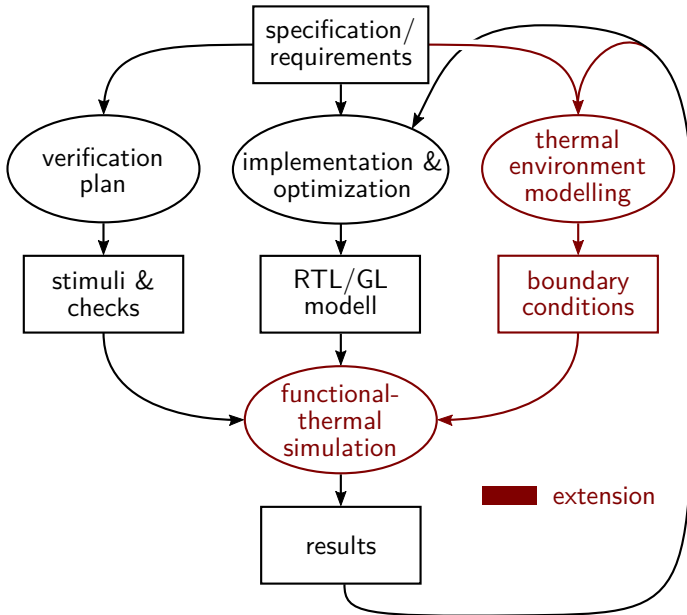 specification/
requirements
verification
plan
implementation &
optimization
thermal
environment
modelling
stimuli &
checks
RTL/GL
modell
boundary
conditions
functional-
thermal
simulation
extension
results